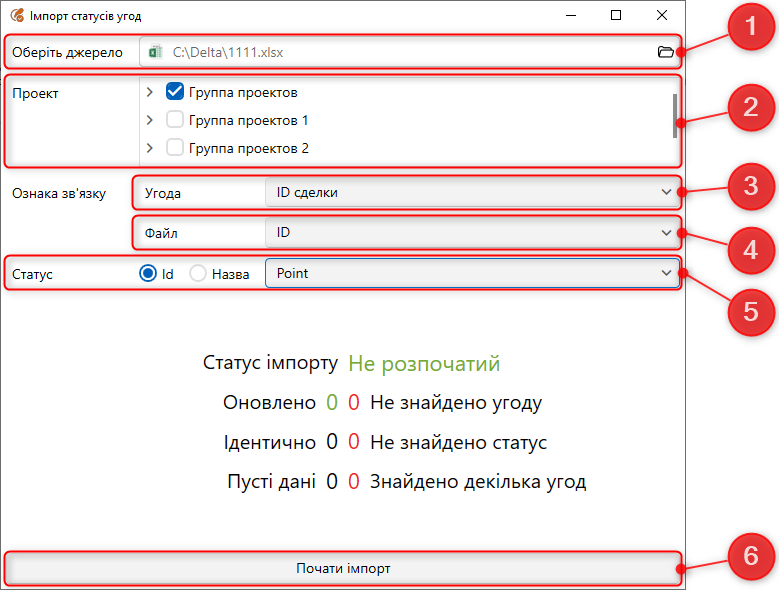 Імпорт статусів угод
Оберіть джерело C:\Delta\1111.xlsx
1
Проект
Группа проектов
Группа проектов 1
Группа проектов 2
2
Ознака зв'язку Угода ID сделки
3
Файл ID
4
Статус Id Назва Point
5
Статус імпорту Не розпочатий
Оновлено 0 0 Не знайдено угоду
Ідентично 0 0 Не знайдено статус
Пусті дані 0 0 Знайдено декілька угод
Почати імпорт
6